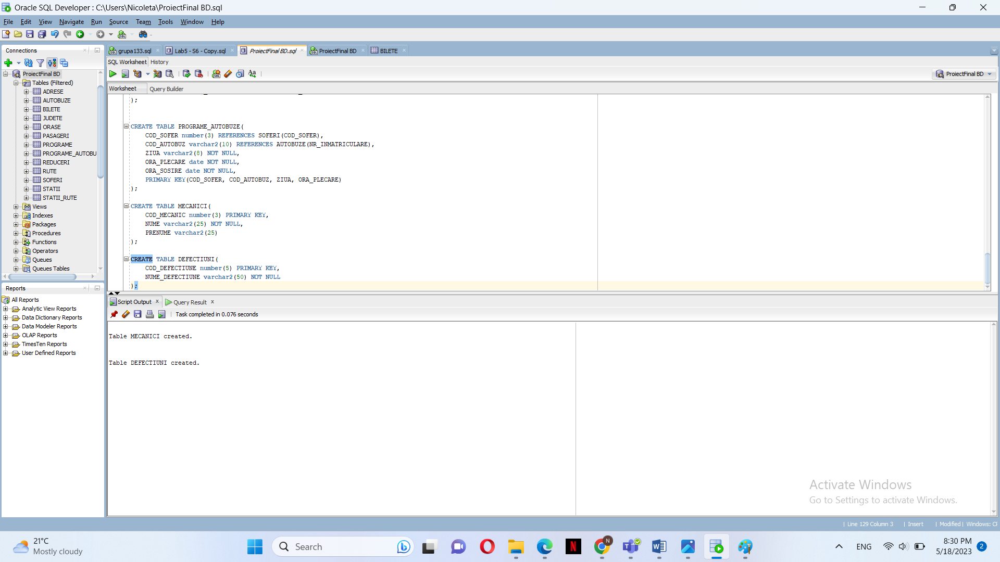 Oracle SQL Developer : C:\Users\Nicoleta\ProiectFinal BD.sql
File Edit View Navigate Run Source Team Tools Window Help
Connections
ProiectFinal BD
Tables (Filtered)
ADRESE
AUTOBUZE
BILETE
JUDETE
ORASE
PASAGERI
PROGRAME
PROGRAME_AUTOBU
REDUCERI
RUTE
SOFERI
STATII
STATII_RUTE
Views
Indexes
Packages
Procedures
Functions
Operators
Queues
Queues Tables
Reports
All Reports
Analytic View Reports
Data Dictionary Reports
Data Modeler Reports
OLAP Reports
TimesTen Reports
User Defined Reports
grupa133.sql Lab5 - S6 - Copy.sql ProiectFinal BD.sql ProiectFinal BD BILETE
SQL Worksheet History
ProiectFinal BD
Worksheet Query Builder
);
CREATE TABLE PROGRAME_AUTOBUZE(
COD_SOFER number(3) REFERENCES SOFERI(COD_SOFER),
COD_AUTOBUZ varchar2(10) REFERENCES AUTOBUZE(NR_INMATRICULARE),
ZIUA varchar2(8) NOT NULL,
ORA_PLECARE date NOT NULL,
ORA_SOSIRE date NOT NULL,
PRIMARY KEY(COD_SOFER, COD_AUTOBUZ, ZIUA, ORA_PLECARE)
);
CREATE TABLE MECANICI(
COD_MECANIC number(3) PRIMARY KEY,
NUME varchar2(25) NOT NULL,
PRENUME varchar2(25)
);
CREATE TABLE DEFECTIUNI(
COD_DEFECTIUNE number(5) PRIMARY KEY,
NUME_DEFECTIUNE varchar2(50) NOT NULL
);
Script Output Query Result
Task completed in 0.076 seconds
Table MECANICI created.
Table DEFECTIUNI created.
Activate Windows
Go to Settings to activate Windows.
Line 129 Column 3 Insert Modified Windows: CF
21°C
Mostly cloudy
Search
N
ENG
8:30 PM
5/18/2023
2